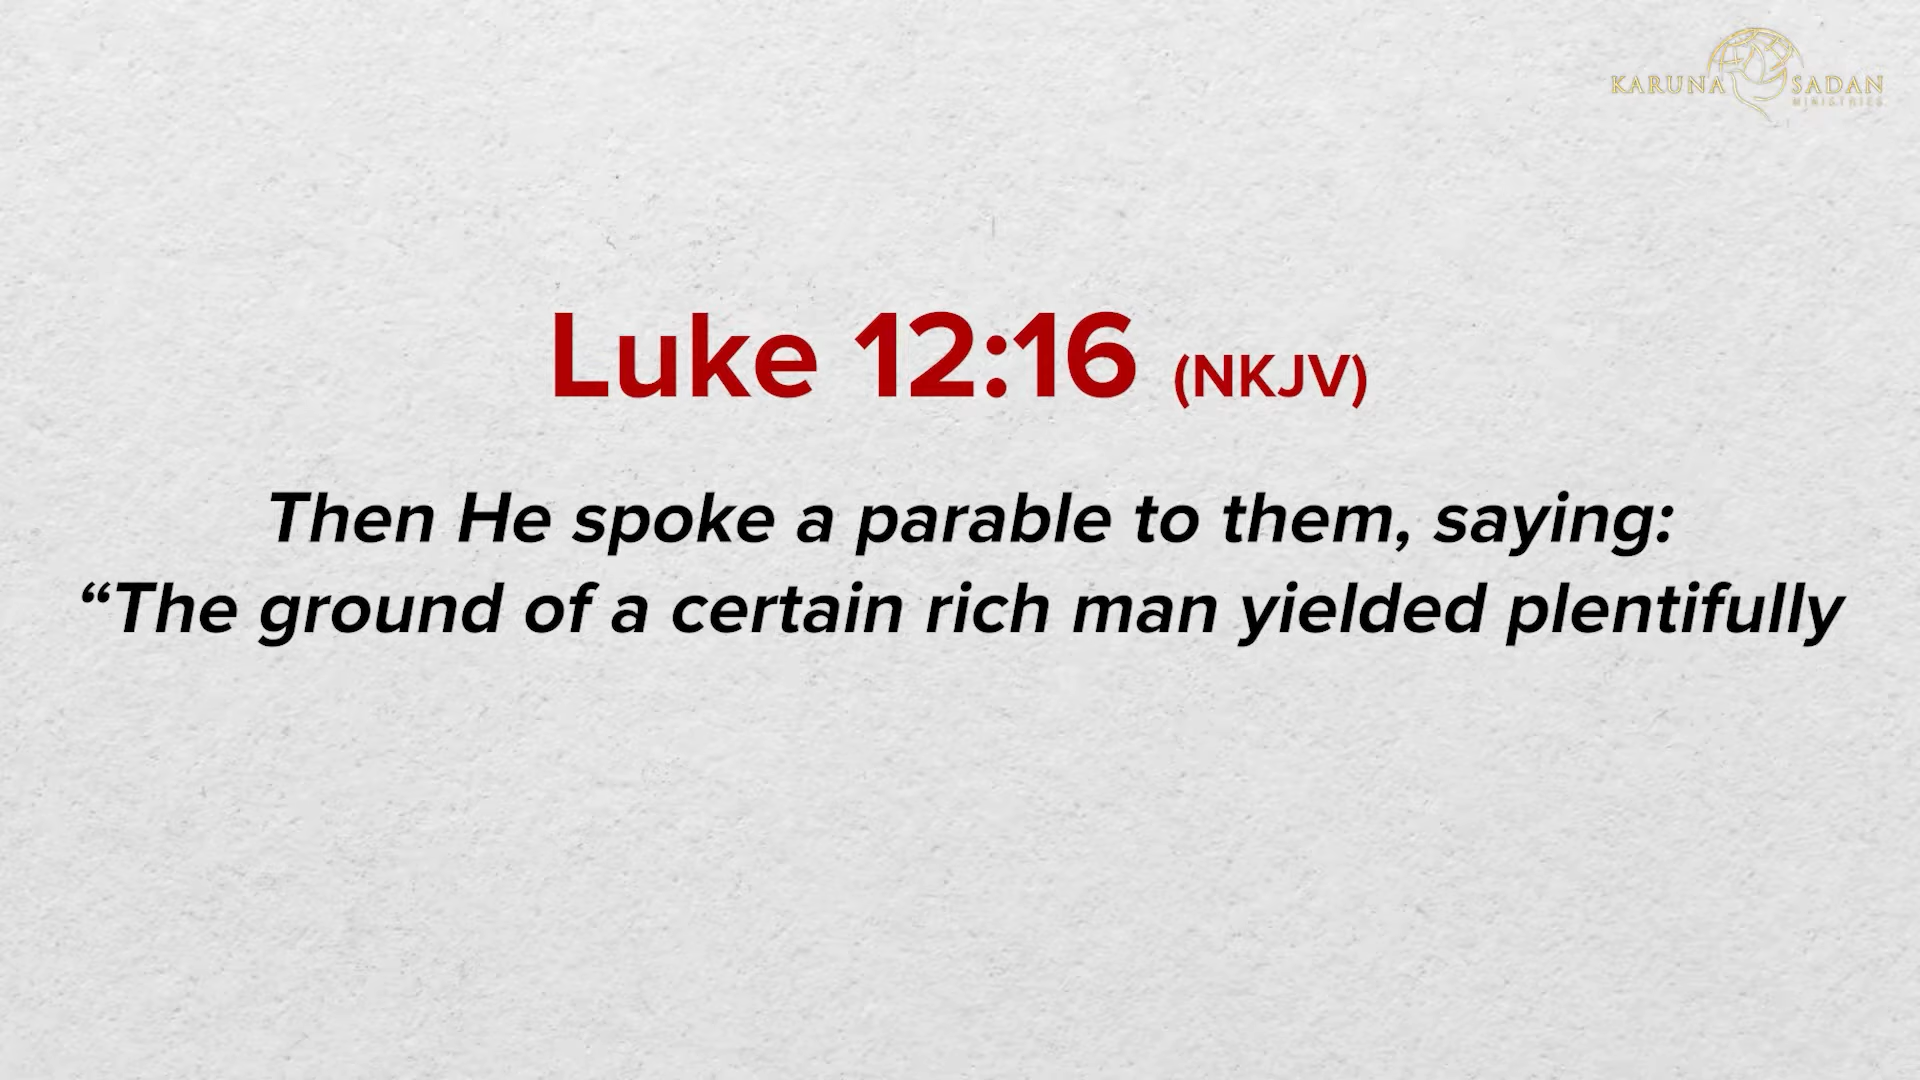 KARUNA SADAN
MINISTRIES
Luke 12:16 (NKJV)
Then He spoke a parable to them, saying:
“The ground of a certain rich man yielded plentifully